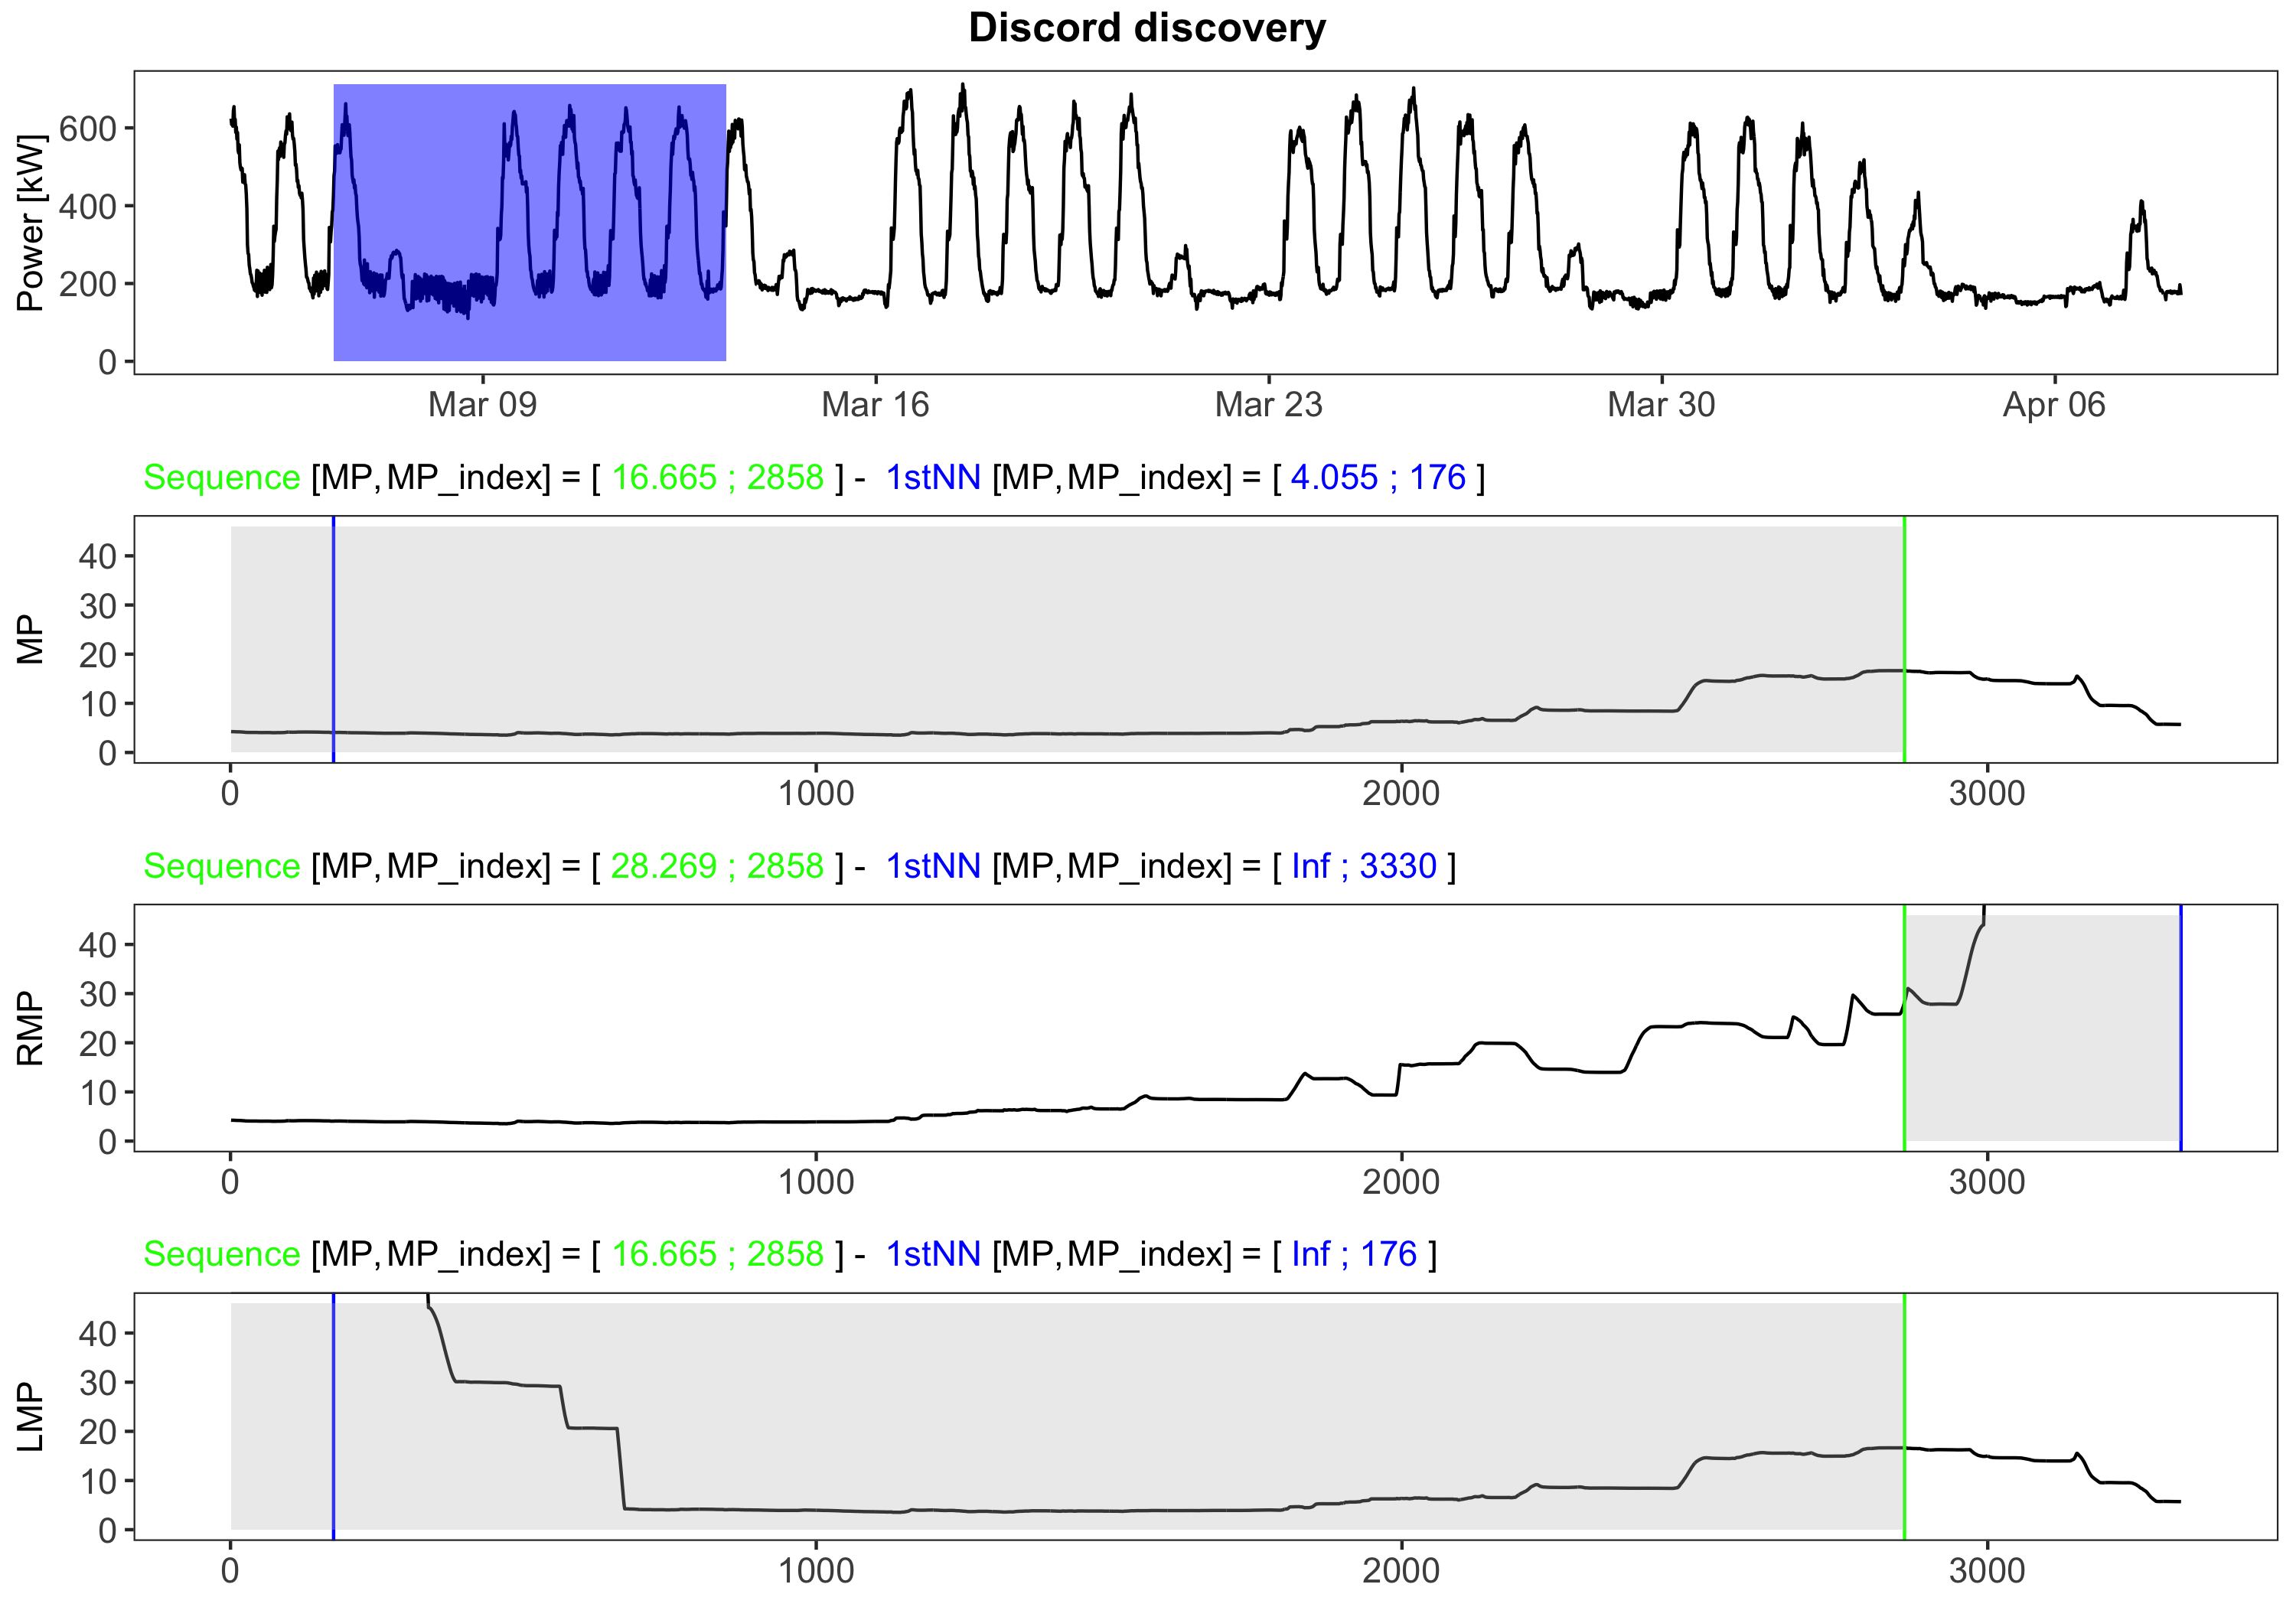 Discord discovery
Power [kW]
600
400
200
0
Mar 09 Mar 16 Mar 23 Mar 30 Apr 06
Sequence [MP, MP_index] = [ 16.665 ; 2858 ] - 1stNN [MP, MP_index] = [ 4.055 ; 176 ]
MP
40
30
20
10
0
0 1000 2000 3000
Sequence [MP, MP_index] = [ 28.269 ; 2858 ] - 1stNN [MP, MP_index] = [ Inf ; 3330 ]
RMP
40
30
20
10
0
0 1000 2000 3000
Sequence [MP, MP_index] = [ 16.665 ; 2858 ] - 1stNN [MP, MP_index] = [ Inf ; 176 ]
LMP
40
30
20
10
0
0 1000 2000 3000